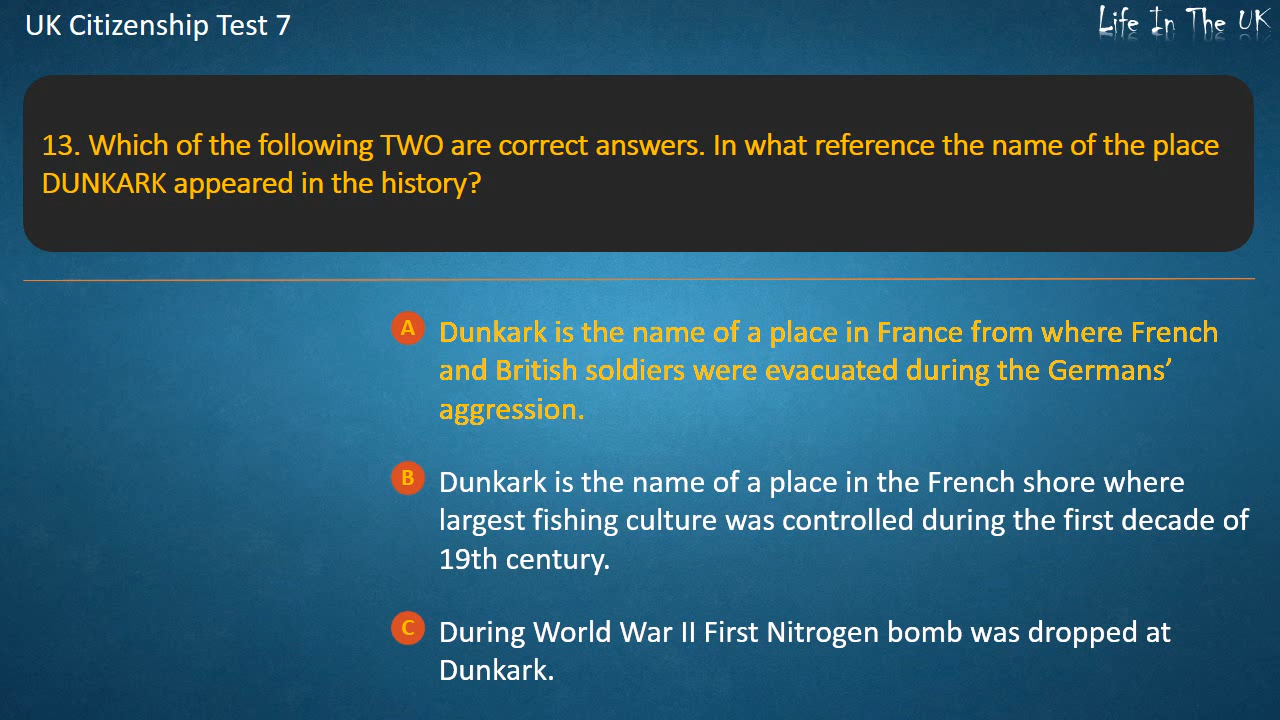 UK Citizenship Test 7
Life In The UK
13. Which of the following TWO are correct answers. In what reference the name of the place
DUNKARK appeared in the history?
A Dunkark is the name of a place in France from where French
and British soldiers were evacuated during the Germans’
aggression.
B Dunkark is the name of a place in the French shore where
largest fishing culture was controlled during the first decade of
19th century.
C During World War II First Nitrogen bomb was dropped at
Dunkark.